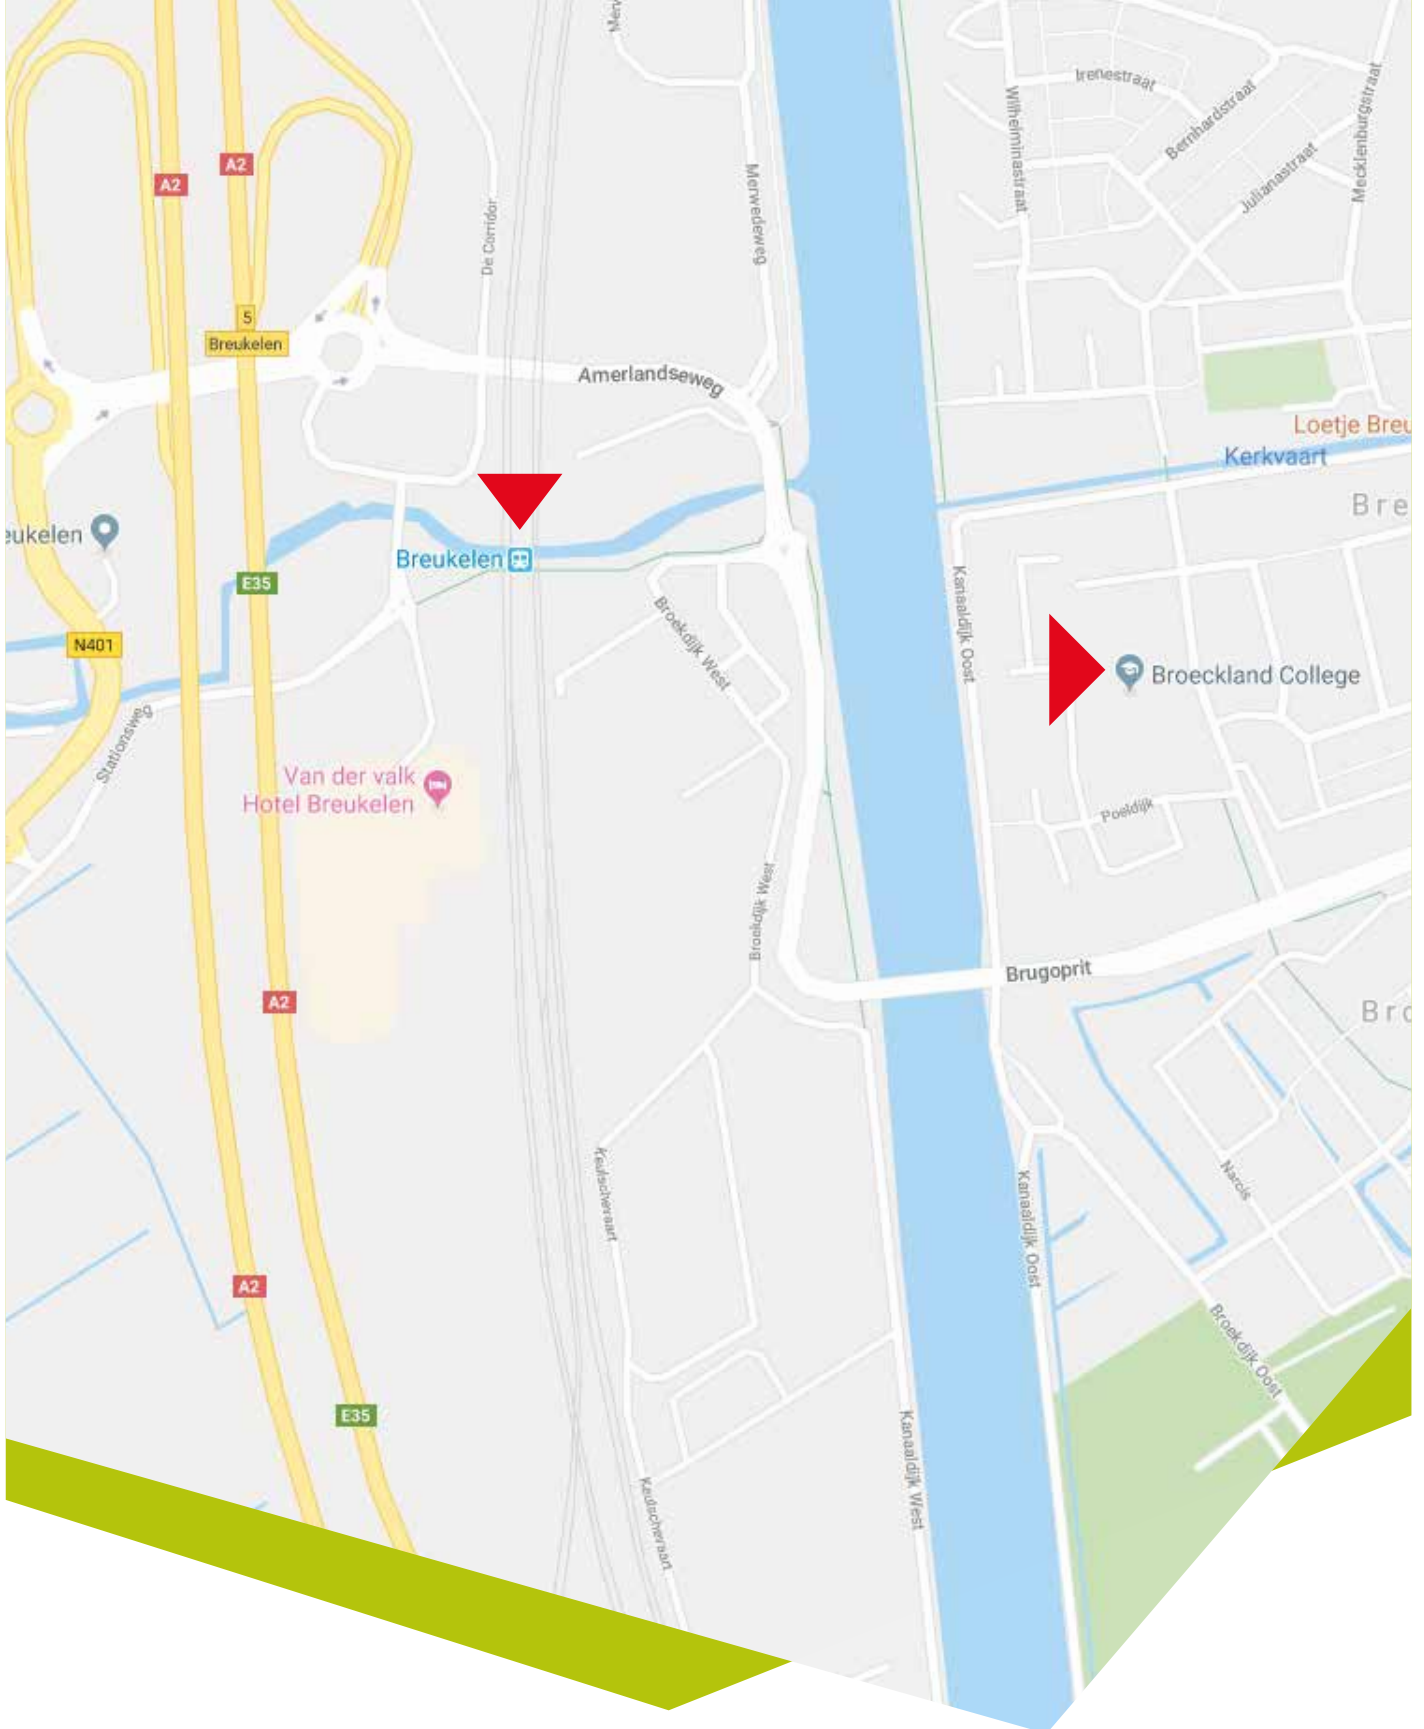 Irenestraat
Wilhelminastraat
Bernhardstraat
Mecklenburgstraat
Julianastraat
A2
A2
De Corridor
Merwedeweg
5
Breukelen
Amerlandseweg
Loetje Breu
Kerkvaart
Bre
eukelen
Breukelen
E35
Kanaaldijk Oost
Broekdijk West
N401
Broeckland College
Stationsweg
Van der valk
Hotel Breukelen
Poeldijk
Broekdijk West
Brugoprit
A2
Bro
Keulschevaart
Narcis
Kanaaldijk Oost
A2
Broekdijk Oost
E35
Kanaaldijk West
Keulschevaart